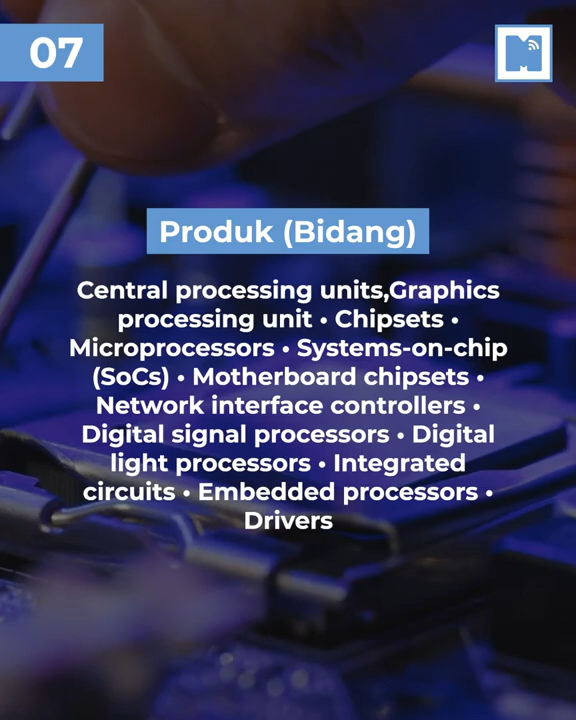 07
N
Produk (Bidang)
Central processing units,Graphics
processing unit • Chipsets •
Microprocessors • Systems-on-chip
(SoCs) • Motherboard chipsets •
Network interface controllers •
Digital signal processors • Digital
light processors • Integrated
circuits • Embedded processors •
Drivers